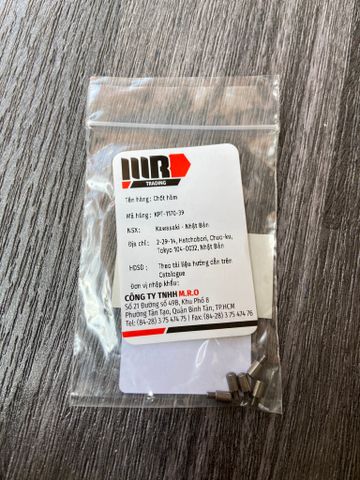 MR
TRADING
Tên hàng: Chốt hãm
Mã hàng: KPT-1170-39
NSX: Kawasaki - Nhật Bản
Địa chỉ: 2-29-14, Hatchobori, Chuo-ku,
Tokyo 104-0032, Nhật Bản
HDSD: Theo tài liệu hướng dẫn trên
Catalogue
Đơn vị nhập khẩu:
CÔNG TY TNHH M.R.O
Số 21 Đường số 49B, Khu Phố 8
Phường Tân Tạo, Quận Bình Tân, TP.HCM
Tel: (84-28) 3 75 474 75 | Fax: (84-28) 3 75 474 76